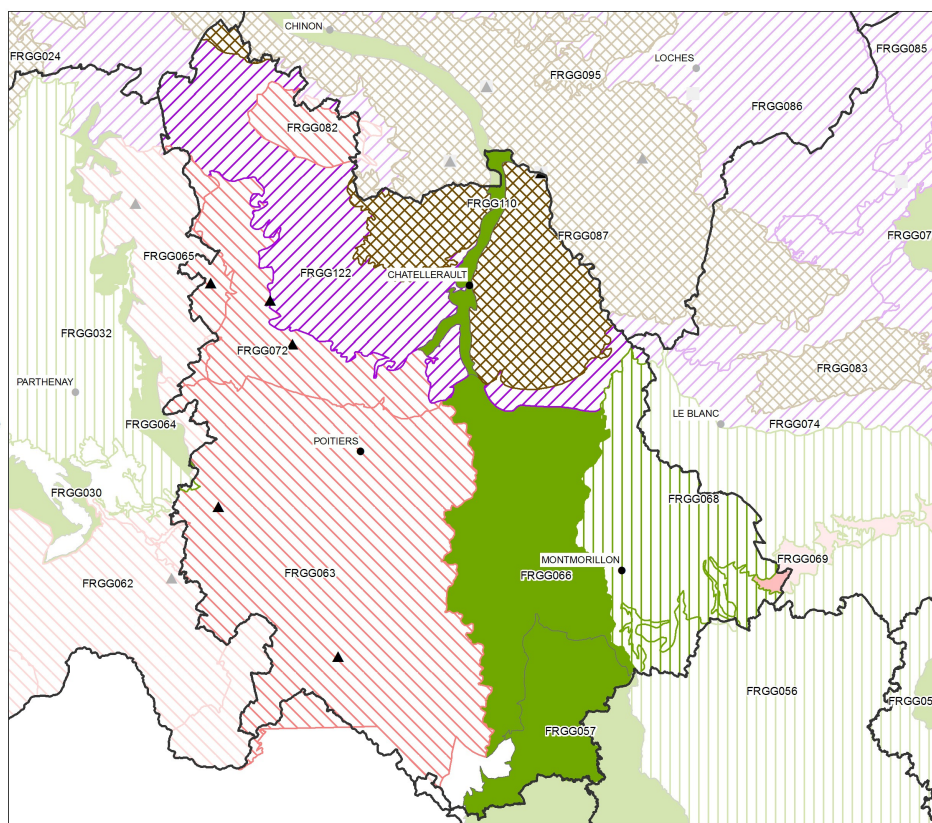 CHINON
FRGG024
FRGG085
LOCHES
FRGG095
FRGG086
FRGG082
FRGG110
FRGG087
FRGG07
FRGG065
FRGG122
CHATELLERAULT
FRGG032
FRGG072
FRGG083
PARTHENAY
LE BLANC
FRGG064
FRGG074
POITIERS
FRGG030
FRGG068
MONTMORILLON
FRGG069
FRGG062
FRGG063
FRGG066
FRGG056
FRGG05
FRGG057